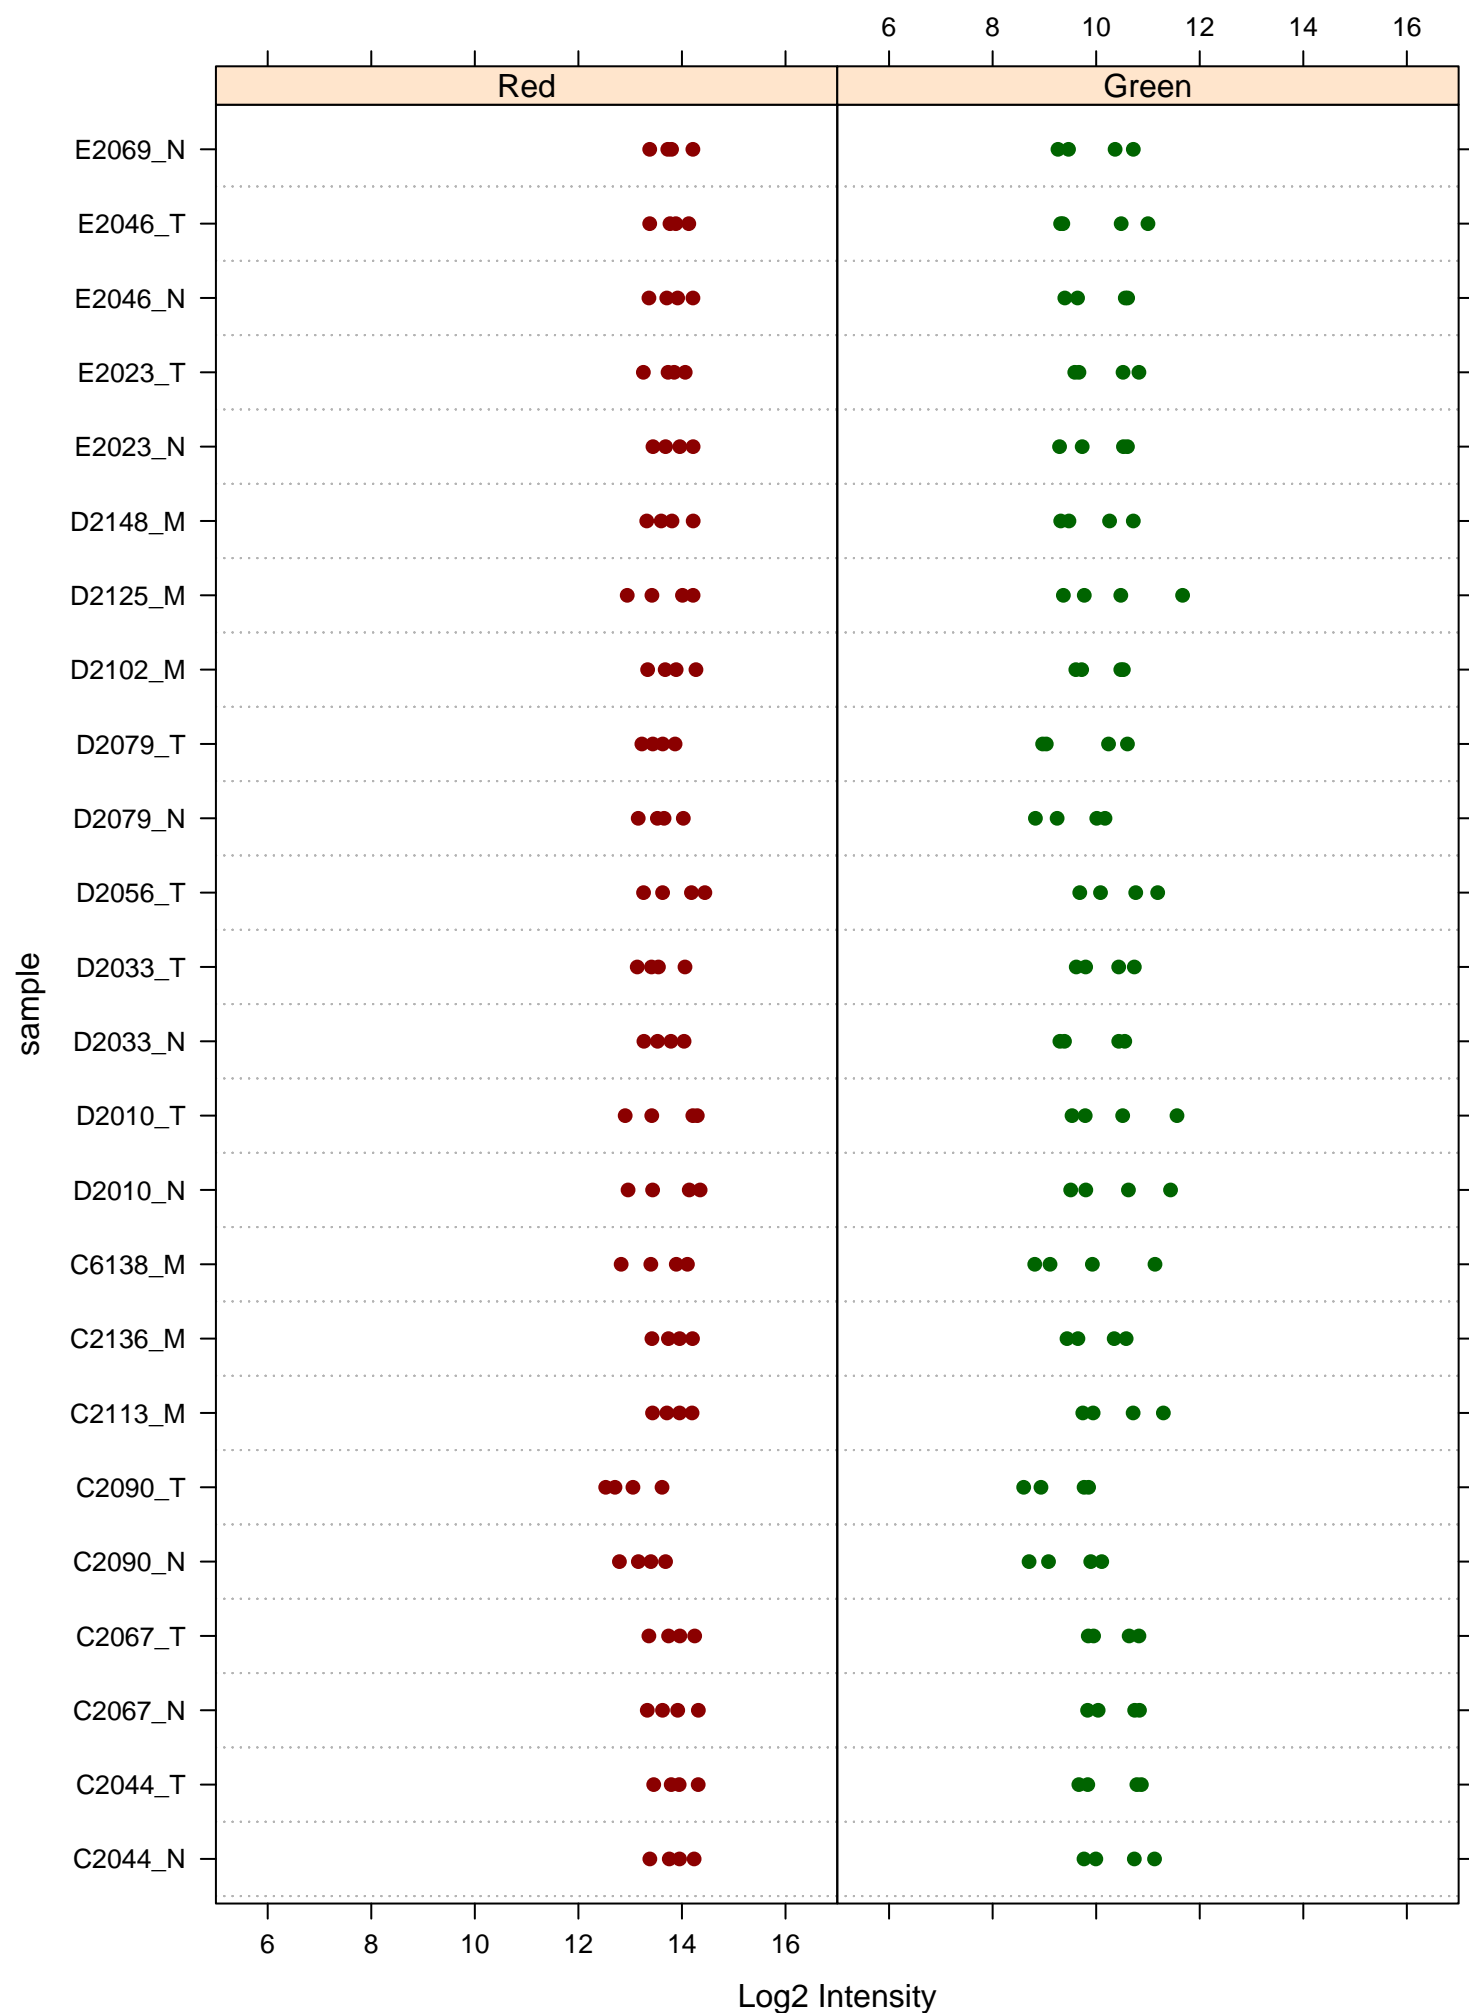 6 8 10 12 14 16
Red Green
E2069_N
E2046_T
E2046_N
E2023_T
E2023_N
D2148_M
D2125_M
D2102_M
D2079_T
D2079_N
D2056_T
D2033_T
D2033_N
D2010_T
D2010_N
C6138_M
C2136_M
C2113_M
C2090_T
C2090_N
C2067_T
C2067_N
C2044_T
C2044_N
sample
6 8 10 12 14 16
Log2 Intensity